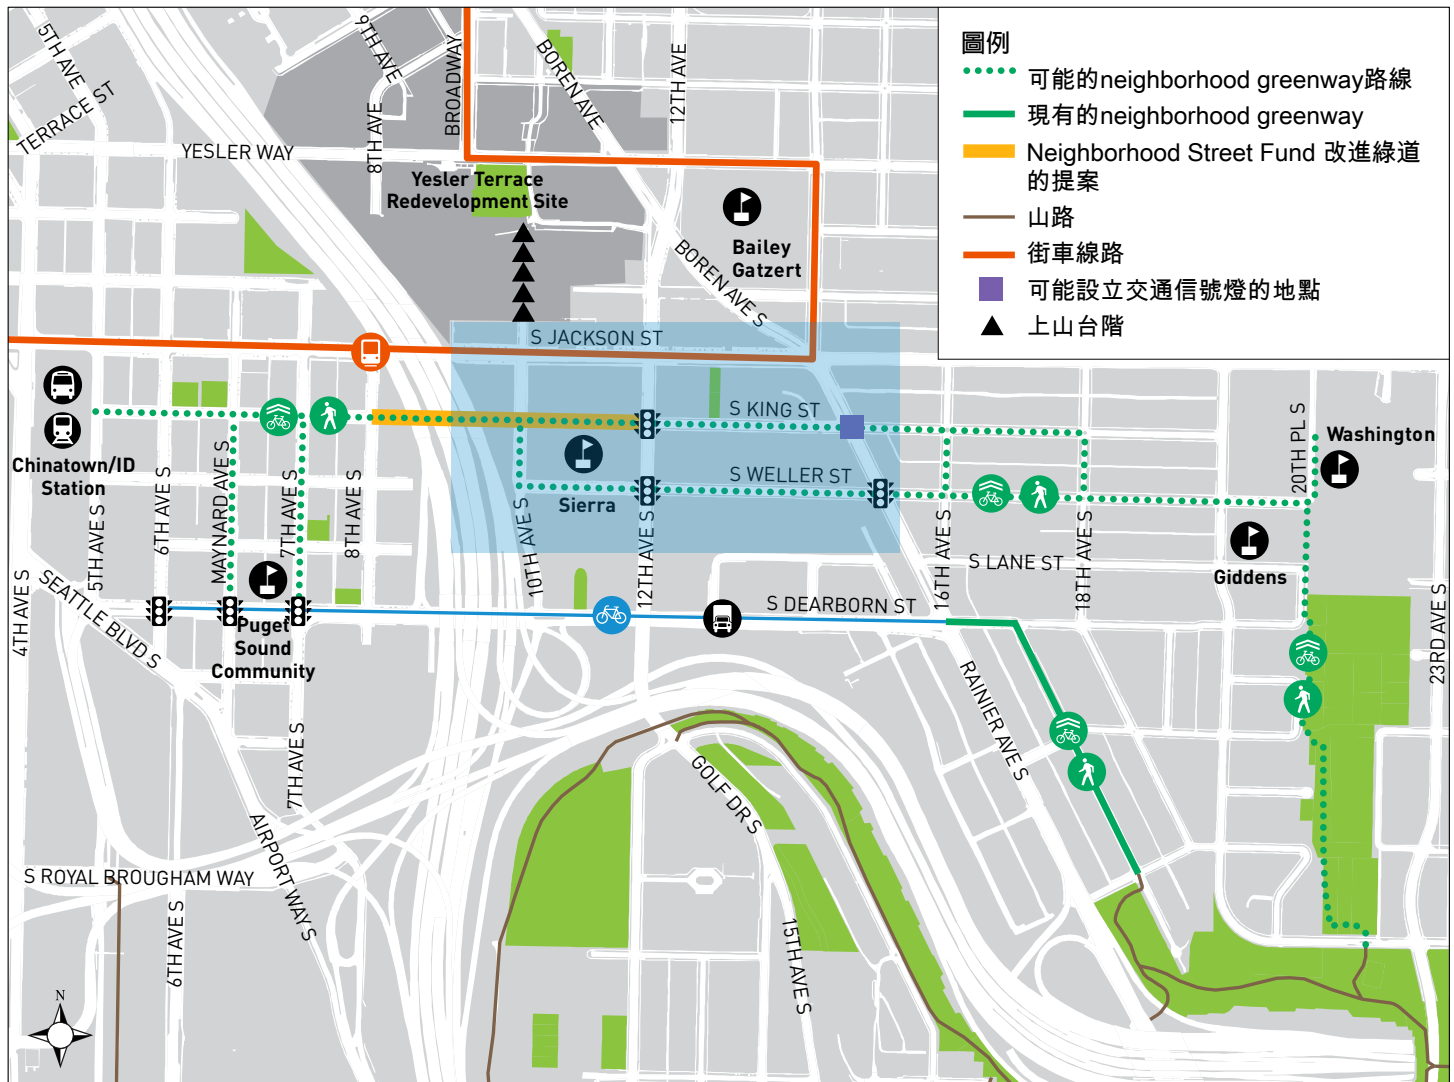 圖例
可能的neighborhood greenway路線
現有的neighborhood greenway
Neighborhood Street Fund 改進綠道
的提案
山路
街車線路
可能設立交通信號燈的地點
上山台階
5TH AVE
9TH AVE
BROADWAY
BOREN AVE
12TH AVE
TERRACE ST
YESLER WAY
8TH AVE
Yesler Terrace
Redevelopment Site
Bailey
Gatzert
BOREN AVE S
S JACKSON ST
S KING ST
Chinatown/ID
Station
Sierra
S WELLER ST
20TH PL S
Washington
5TH AVE S
6TH AVE S
MAYNARD AVE S
7TH AVE S
8TH AVE S
10TH AVE S
12TH AVE S
16TH AVE S
18TH AVE S
S LANE ST
Giddens
4TH AVE S
SEATTLE BLVD S
S DEARBORN ST
Puget
Sound
Community
23RD AVE S
RAINIER AVE S
7TH AVE S
GOLF DR S
AIRPORT WAY S
S ROYAL BROUGHAM WAY
6TH AVE S
15TH AVE S
N